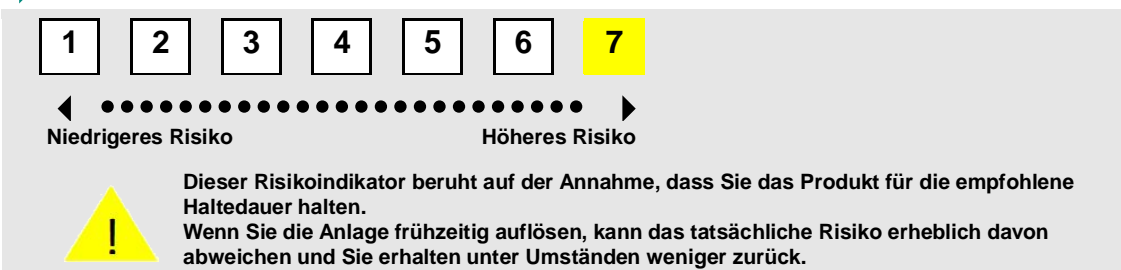 1 2 3 4 5 6 7
Niedrigeres Risiko Höheres Risiko
Dieser Risikoindikator beruht auf der Annahme, dass Sie das Produkt für die empfohlene
Haltedauer halten.
Wenn Sie die Anlage frühzeitig auflösen, kann das tatsächliche Risiko erheblich davon
abweichen und Sie erhalten unter Umständen weniger zurück.
!